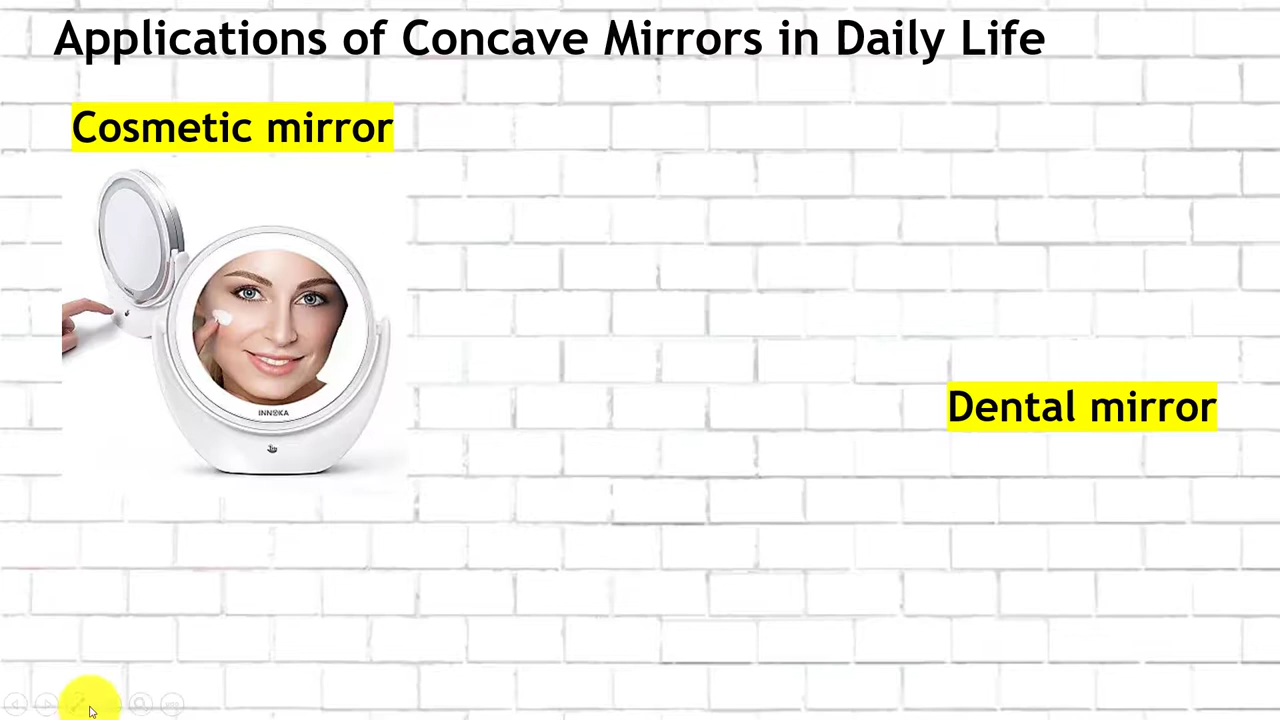 Applications of Concave Mirrors in Daily Life
Cosmetic mirror
INNOKA
Dental mirror